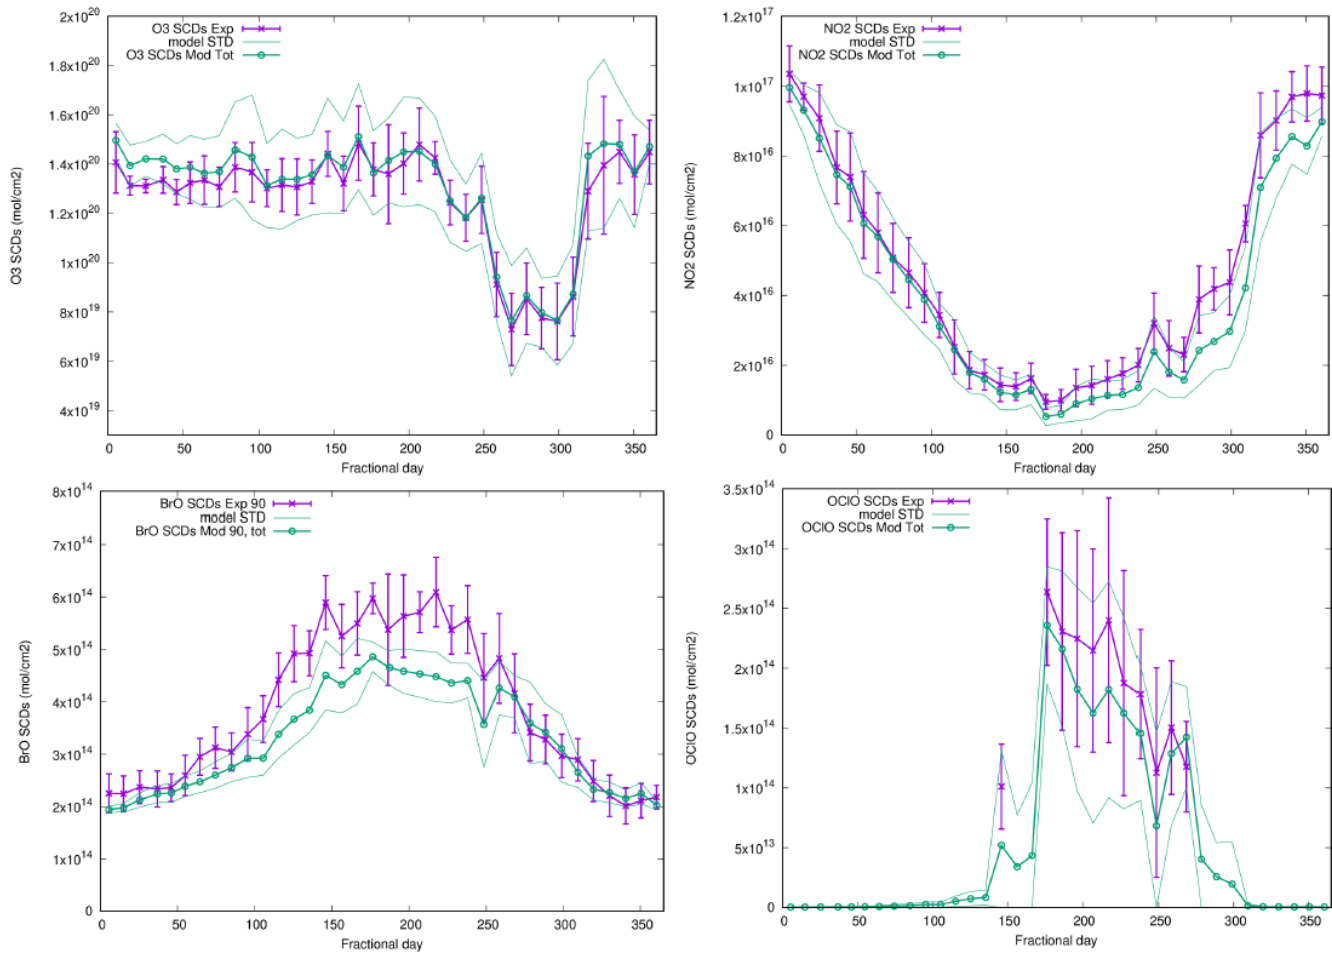 2x10^20
1.8x10^20
1.6x10^20
1.4x10^20
1.2x10^20
1x10^20
8x10^19
6x10^19
4x10^19
O3 SCDs (mol/cm2)
O3 SCDs Exp
model STD
O3 SCDs Mod Tot
0 50 100 150 200 250 300 350
Fractional day
1.2x10^17
1x10^17
8x10^16
6x10^16
4x10^16
2x10^16
0
NO2 SCDs (mol/cm2)
NO2 SCDs Exp
model STD
NO2 SCDs Mod Tot
0 50 100 150 200 250 300 350
Fractional day
8x10^14
7x10^14
6x10^14
5x10^14
4x10^14
3x10^14
2x10^14
1x10^14
0
BrO SCDs (mol/cm2)
BrO SCDs Exp 90
model STD
BrO SCDs Mod 90, tot
0 50 100 150 200 250 300 350
Fractional day
3.5x10^14
3x10^14
2.5x10^14
2x10^14
1.5x10^14
1x10^14
5x10^13
0
OClO SCDs (mol/cm2)
OClO SCDs Exp
model STD
OClO SCDs Mod Tot
0 50 100 150 200 250 300 350
Fractional day